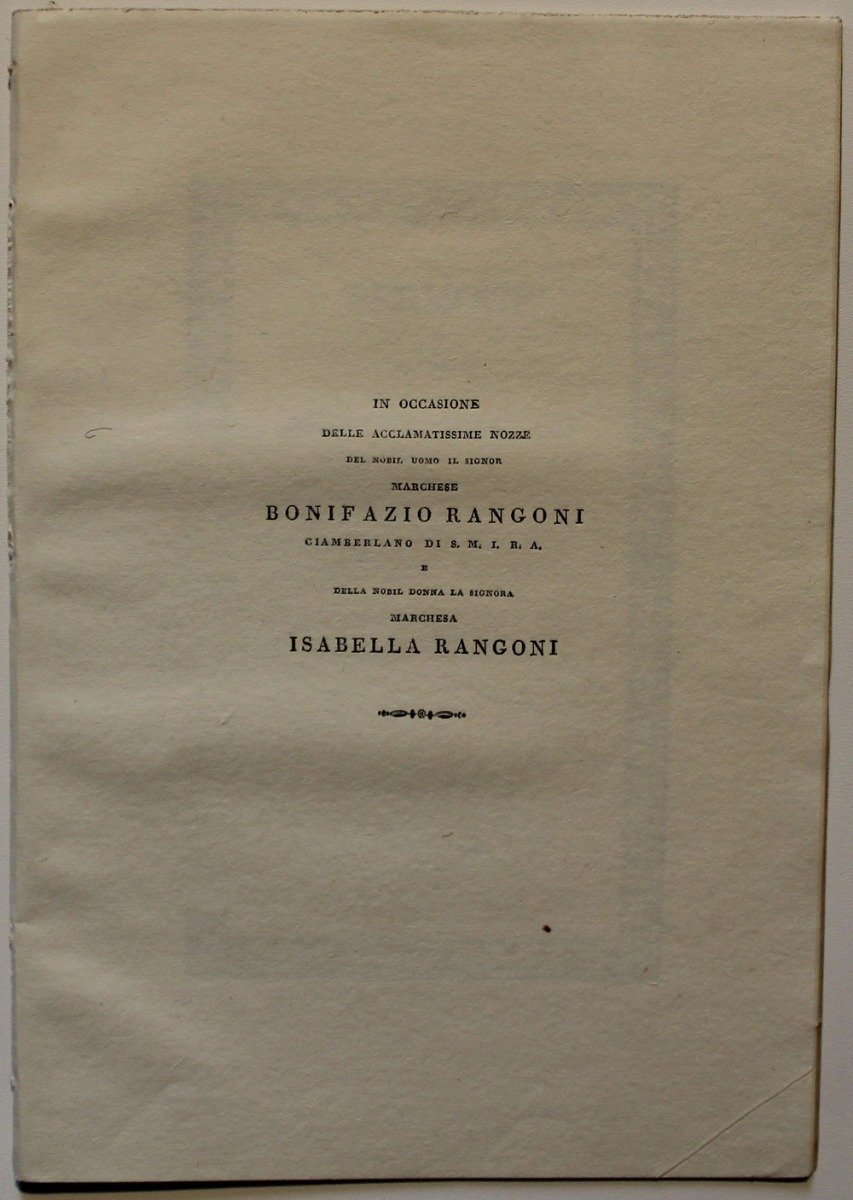 IN OCCASIONE
DELLE ACCLAMATISSIME NOZZE
DEL NOBIL UOMO IL SIGNOR
MARCHESE
BONIFAZIO RANGONI
CIAMBERLANO DI S. M. I. R. A.
E
DELLA NOBIL DONNA LA SIGNORA
MARCHESA
ISABELLA RANGONI